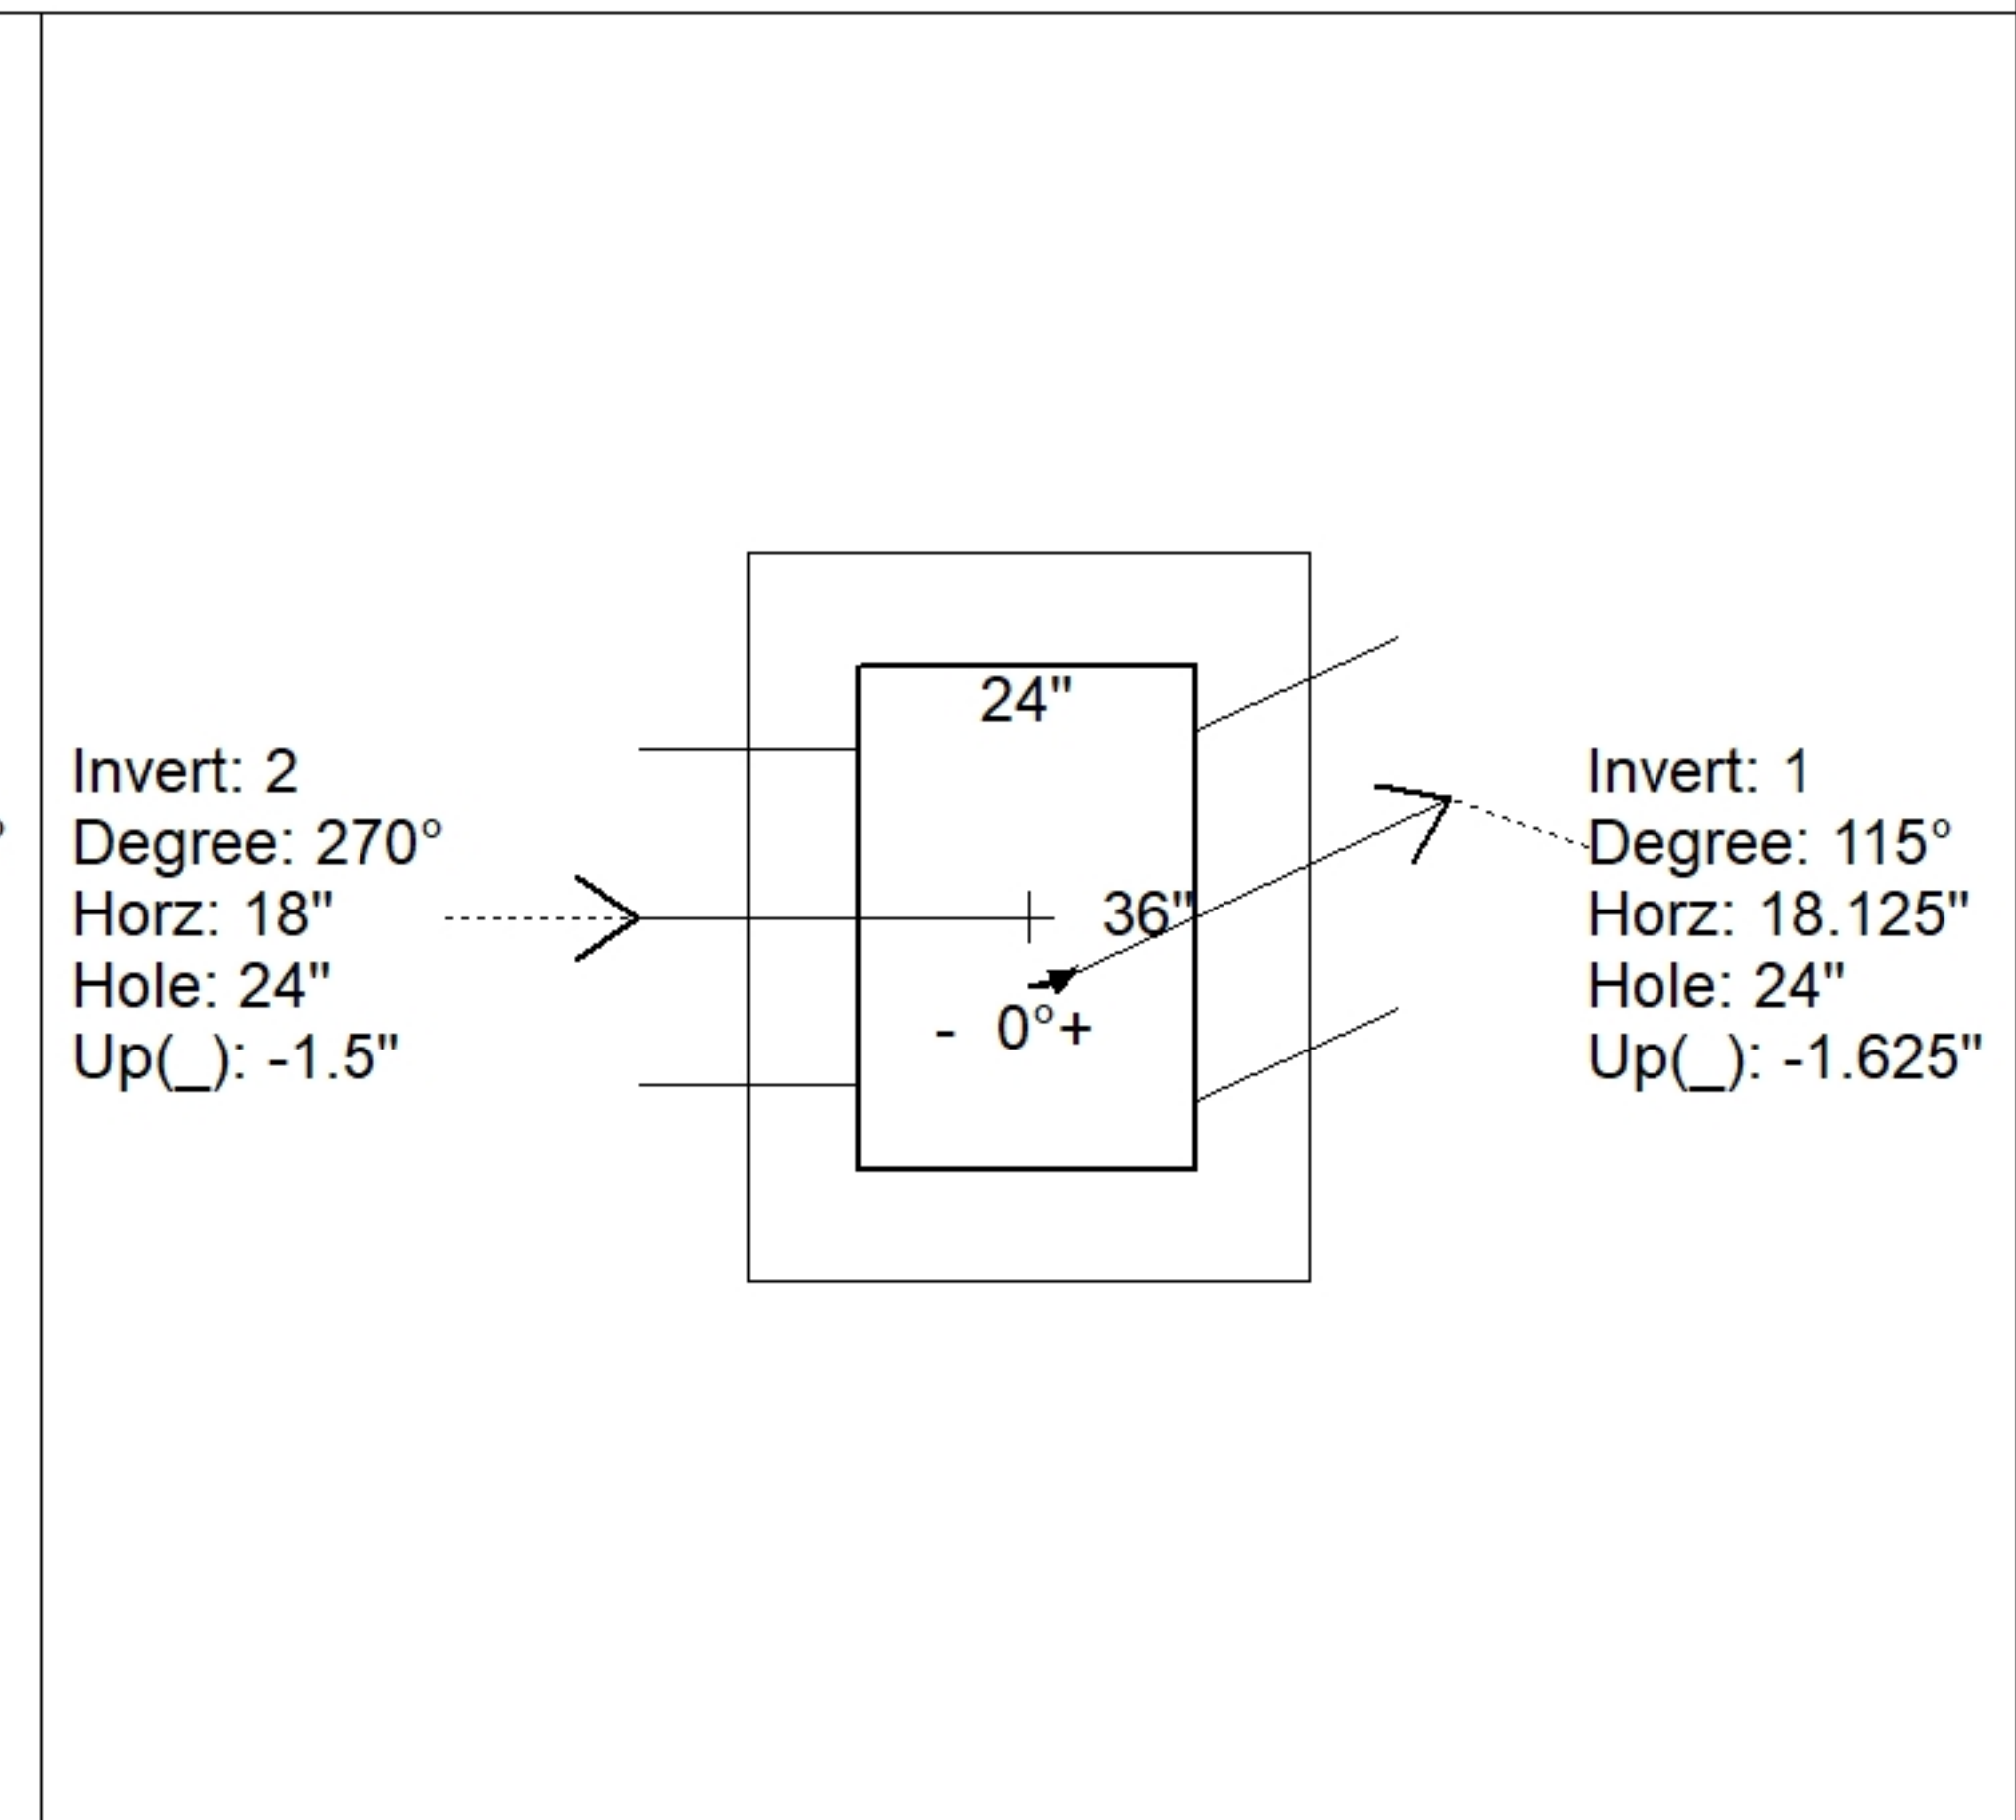 24"
Invert: 2
Degree: 270°
Horz: 18"
Hole: 24"
Up(_): -1.5"
36"
- 0°+
Invert: 1
Degree: 115°
Horz: 18.125"
Hole: 24"
Up(_): -1.625"